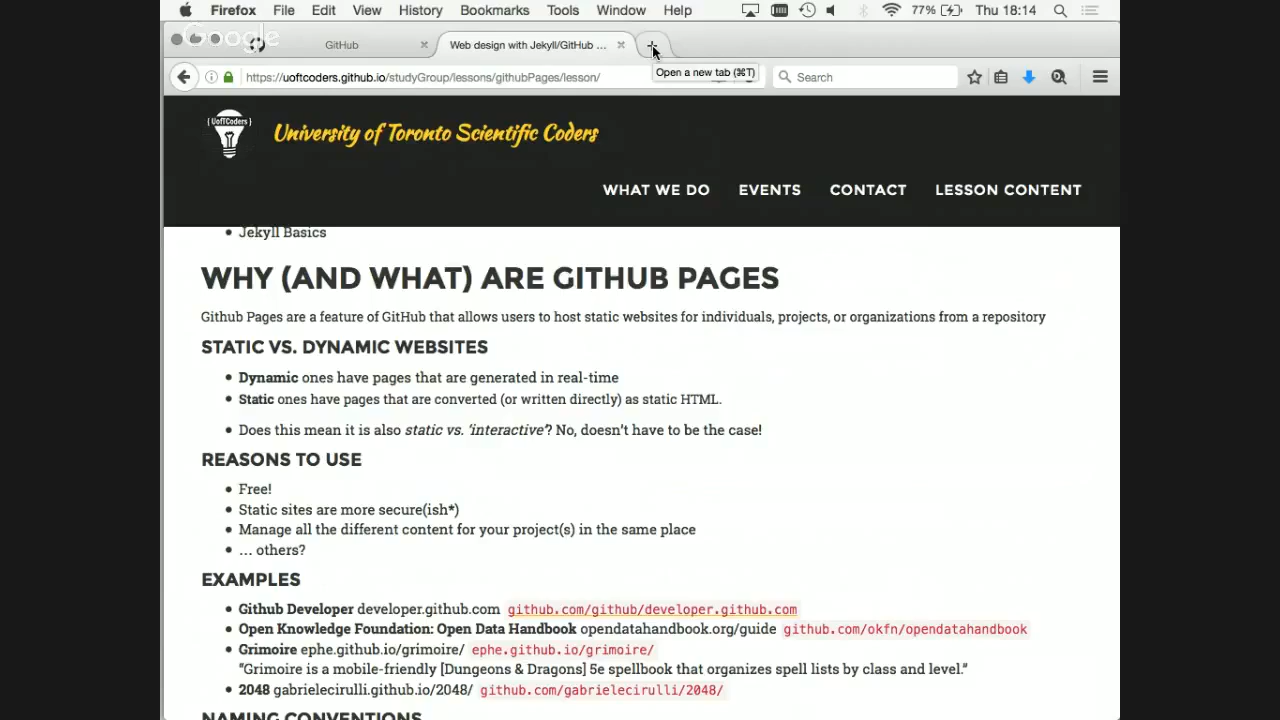 Firefox File Edit View History Bookmarks Tools Window Help 77% Thu 18:14
Google
GitHub Web design with Jekyll/GitHub ...
https://uoftcoders.github.io/studyGroup/lessons/githubPages/lesson/ Search
Open a new tab (⌘T)
{UofTCoders}
University of Toronto Scientific Coders
WHAT WE DO EVENTS CONTACT LESSON CONTENT
• Jekyll Basics
WHY (AND WHAT) ARE GITHUB PAGES
Github Pages are a feature of GitHub that allows users to host static websites for individuals, projects, or organizations from a repository
STATIC VS. DYNAMIC WEBSITES
• Dynamic ones have pages that are generated in real-time
• Static ones have pages that are converted (or written directly) as static HTML.
• Does this mean it is also static vs. 'interactive'? No, doesn't have to be the case!
REASONS TO USE
• Free!
• Static sites are more secure(ish*)
• Manage all the different content for your project(s) in the same place
• ... others?
EXAMPLES
• Github Developer developer.github.com github.com/github/developer.github.com
• Open Knowledge Foundation: Open Data Handbook opendatahandbook.org/guide github.com/okfn/opendatahandbook
• Grimoire ephe.github.io/grimoire/ ephe.github.io/grimoire/
"Grimoire is a mobile-friendly [Dungeons & Dragons] 5e spellbook that organizes spell lists by class and level."
• 2048 gabrielecirulli.github.io/2048/ github.com/gabrielecirulli/2048/
NAMING CONVENTIONS